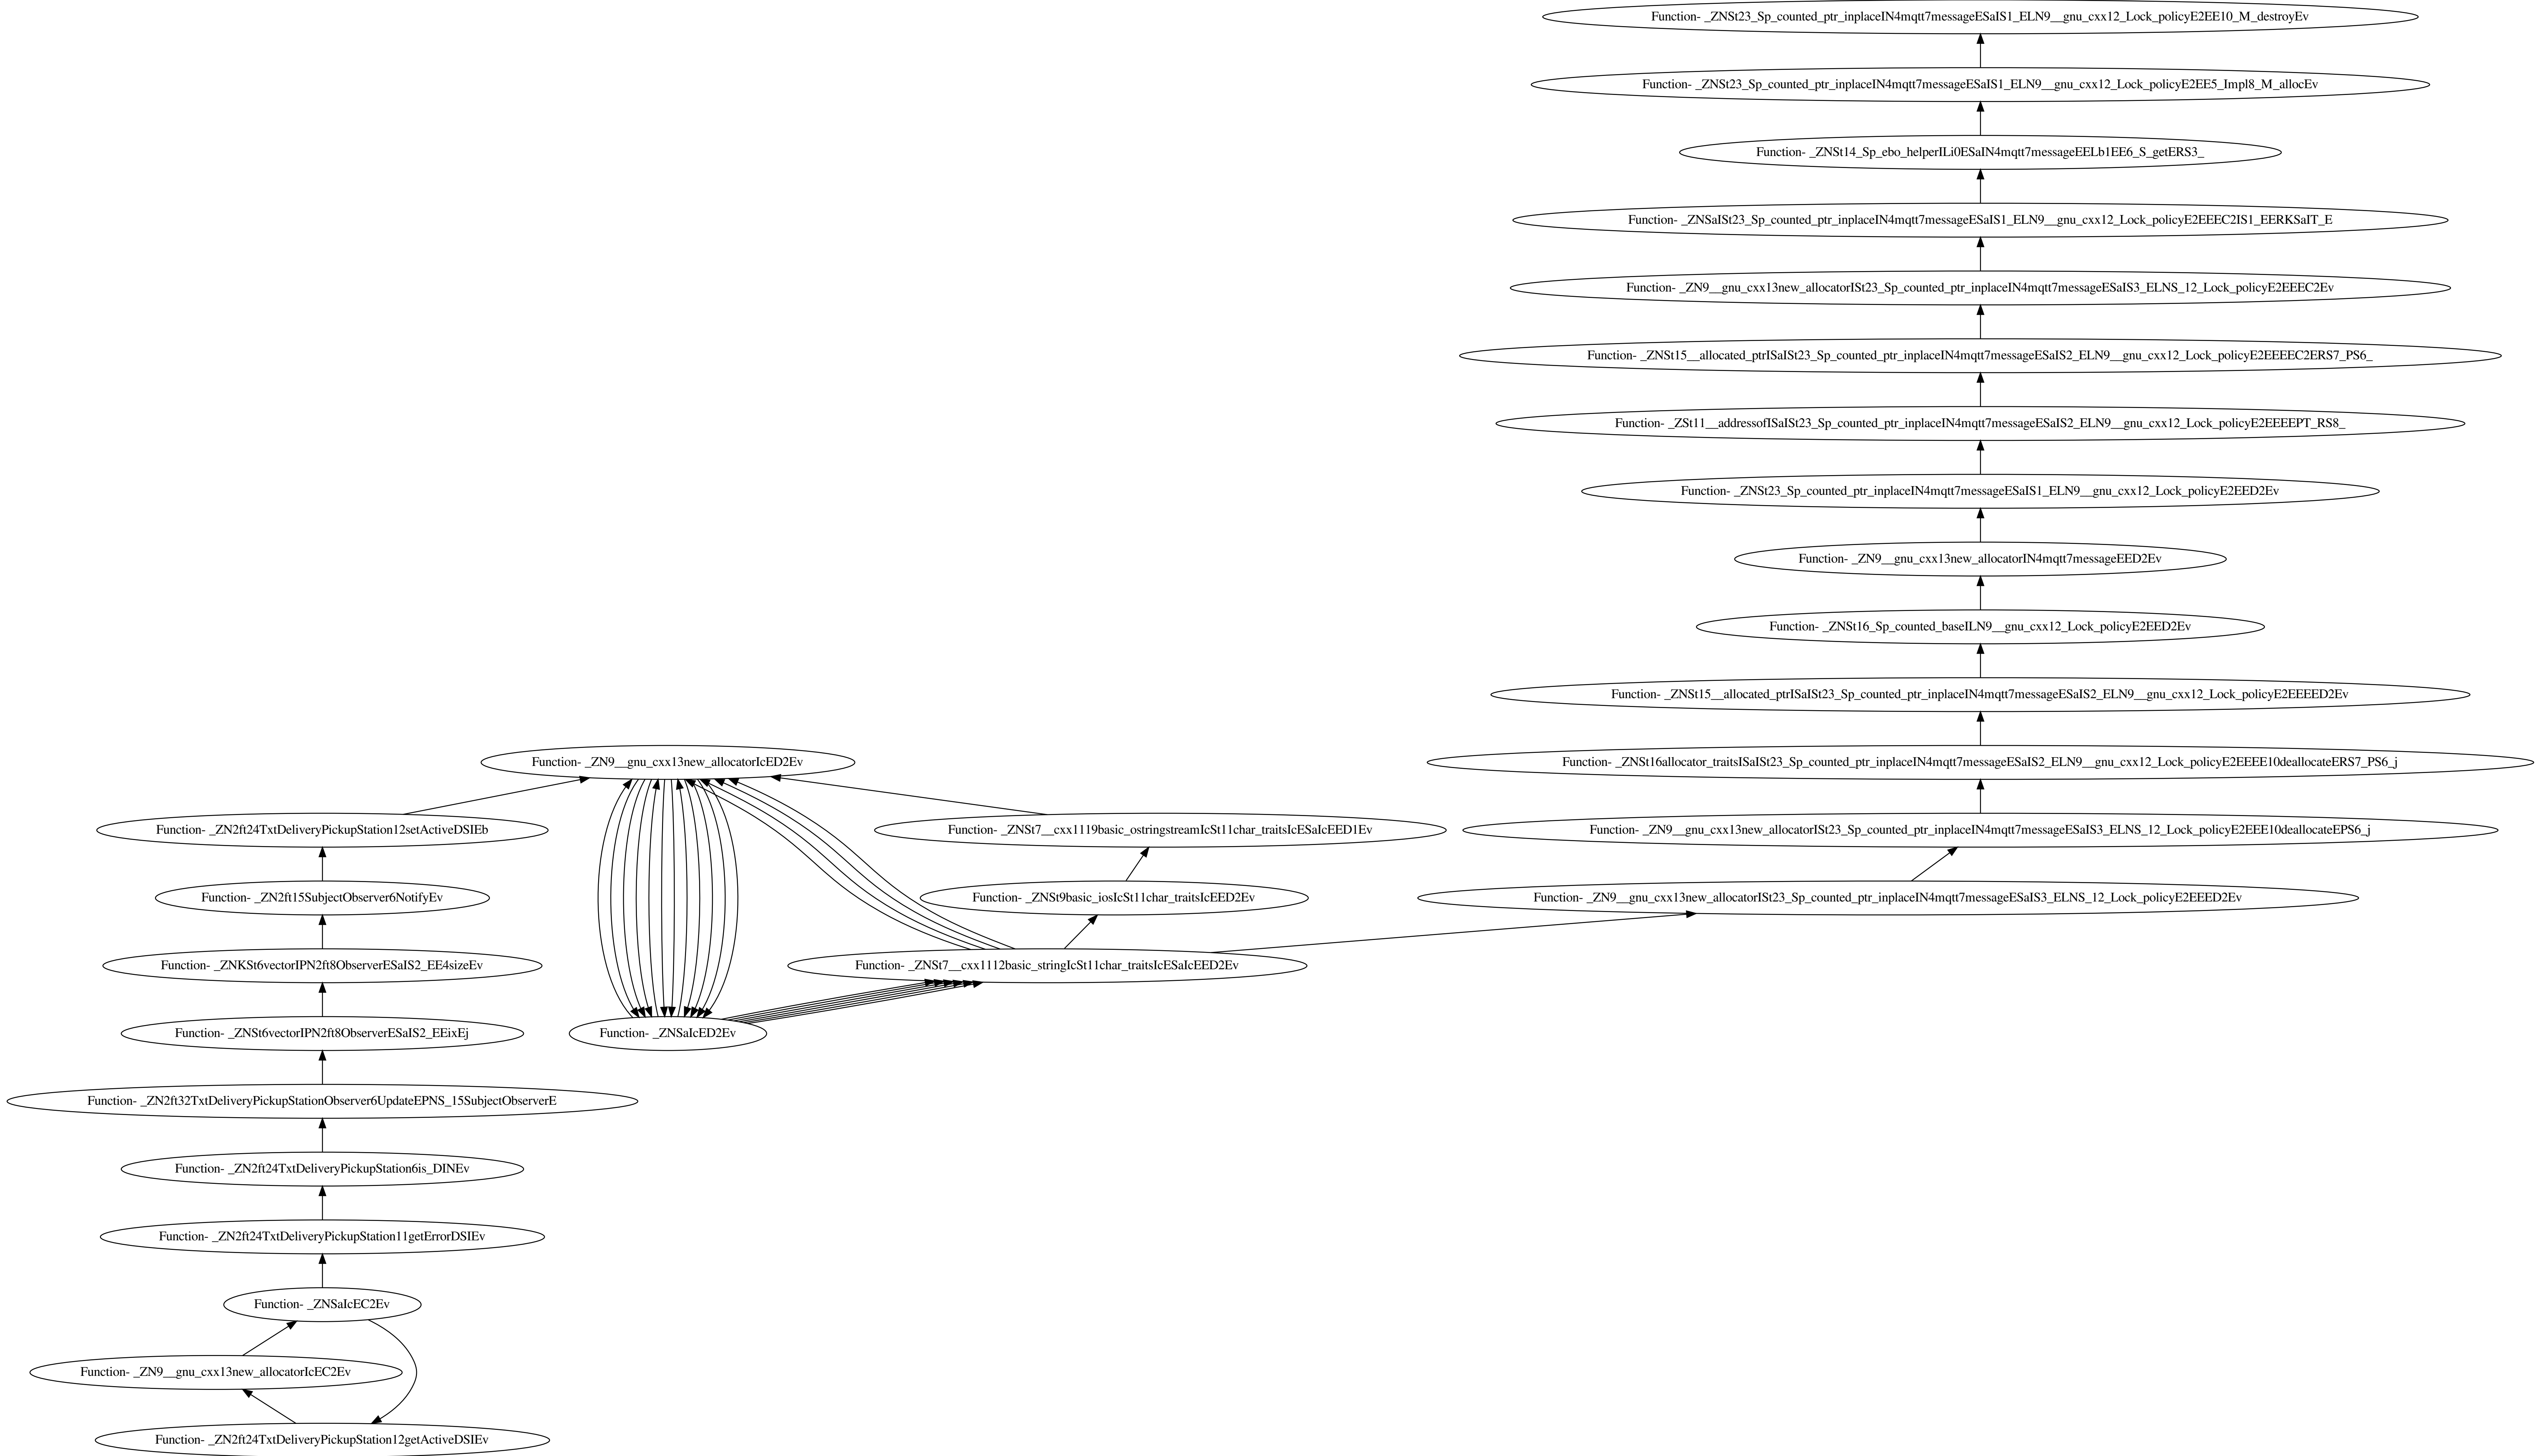 Function- _ZNSt23_Sp_counted_ptr_inplaceIN4mqtt7messageESaIS1_ELN9__gnu_cxx12_Lock_policyE2EE10_M_destroyEv
Function- _ZNSt23_Sp_counted_ptr_inplaceIN4mqtt7messageESaIS1_ELN9__gnu_cxx12_Lock_policyE2EE5_Impl8_M_allocEv
Function- _ZNSt14_Sp_ebo_helperILi0ESaIN4mqtt7messageEELb1EE6_S_getERS3_
Function- _ZNSaISt23_Sp_counted_ptr_inplaceIN4mqtt7messageESaIS1_ELN9__gnu_cxx12_Lock_policyE2EEEC2IS1_EERKSaIT_E
Function- _ZN9__gnu_cxx13new_allocatorISt23_Sp_counted_ptr_inplaceIN4mqtt7messageESaIS3_ELNS_12_Lock_policyE2EEEC2Ev
Function- _ZNSt15__allocated_ptrISaISt23_Sp_counted_ptr_inplaceIN4mqtt7messageESaIS2_ELN9__gnu_cxx12_Lock_policyE2EEEEC2ERS7_PS6_
Function- _ZSt11__addressofISaISt23_Sp_counted_ptr_inplaceIN4mqtt7messageESaIS2_ELN9__gnu_cxx12_Lock_policyE2EEEEPT_RS8_
Function- _ZNSt23_Sp_counted_ptr_inplaceIN4mqtt7messageESaIS1_ELN9__gnu_cxx12_Lock_policyE2EED2Ev
Function- _ZN9__gnu_cxx13new_allocatorIN4mqtt7messageEED2Ev
Function- _ZNSt16_Sp_counted_baseILN9__gnu_cxx12_Lock_policyE2EED2Ev
Function- _ZNSt15__allocated_ptrISaISt23_Sp_counted_ptr_inplaceIN4mqtt7messageESaIS2_ELN9__gnu_cxx12_Lock_policyE2EEEED2Ev
Function- _ZN9__gnu_cxx13new_allocatorIcED2Ev
Function- _ZNSt16allocator_traitsISaISt23_Sp_counted_ptr_inplaceIN4mqtt7messageESaIS2_ELN9__gnu_cxx12_Lock_policyE2EEEE10deallocateERS7_PS6_j
Function- _ZN2ft24TxtDeliveryPickupStation12setActiveDSIEb
Function- _ZNSt7__cxx1119basic_ostringstreamIcSt11char_traitsIcESaIcEED1Ev
Function- _ZN9__gnu_cxx13new_allocatorISt23_Sp_counted_ptr_inplaceIN4mqtt7messageESaIS3_ELNS_12_Lock_policyE2EEE10deallocateEPS6_j
Function- _ZN2ft15SubjectObserver6NotifyEv
Function- _ZNSt9basic_iosIcSt11char_traitsIcEED2Ev
Function- _ZN9__gnu_cxx13new_allocatorISt23_Sp_counted_ptr_inplaceIN4mqtt7messageESaIS3_ELNS_12_Lock_policyE2EEED2Ev
Function- _ZNKSt6vectorIPN2ft8ObserverESaIS2_EE4sizeEv
Function- _ZNSt7__cxx1112basic_stringIcSt11char_traitsIcESaIcEED2Ev
Function- _ZNSt6vectorIPN2ft8ObserverESaIS2_EEixEj
Function- _ZNSaIcED2Ev
Function- _ZN2ft32TxtDeliveryPickupStationObserver6UpdateEPNS_15SubjectObserverE
Function- _ZN2ft24TxtDeliveryPickupStation6is_DINEv
Function- _ZN2ft24TxtDeliveryPickupStation11getErrorDSIEv
Function- _ZNSaIcEC2Ev
Function- _ZN9__gnu_cxx13new_allocatorIcEC2Ev
Function- _ZN2ft24TxtDeliveryPickupStation12getActiveDSIEv